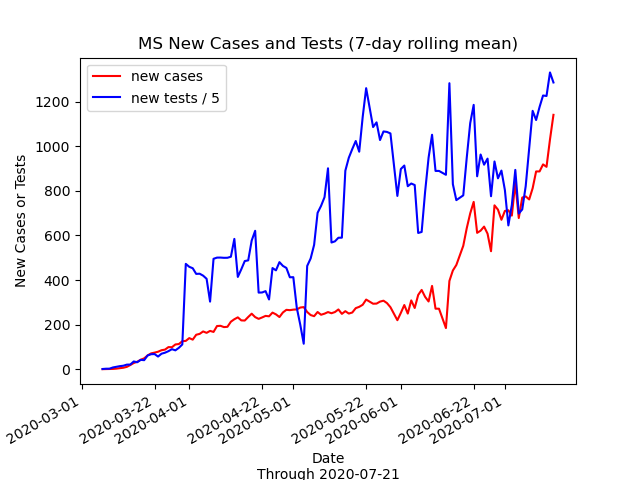 MS New Cases and Tests (7-day rolling mean)
new cases
new tests / 5
New Cases or Tests
1200
1000
800
600
400
200
0
2020-03-01
2020-03-22
2020-04-01
2020-04-22
2020-05-01
2020-05-22
2020-06-01
2020-06-22
2020-07-01
Date
Through 2020-07-21